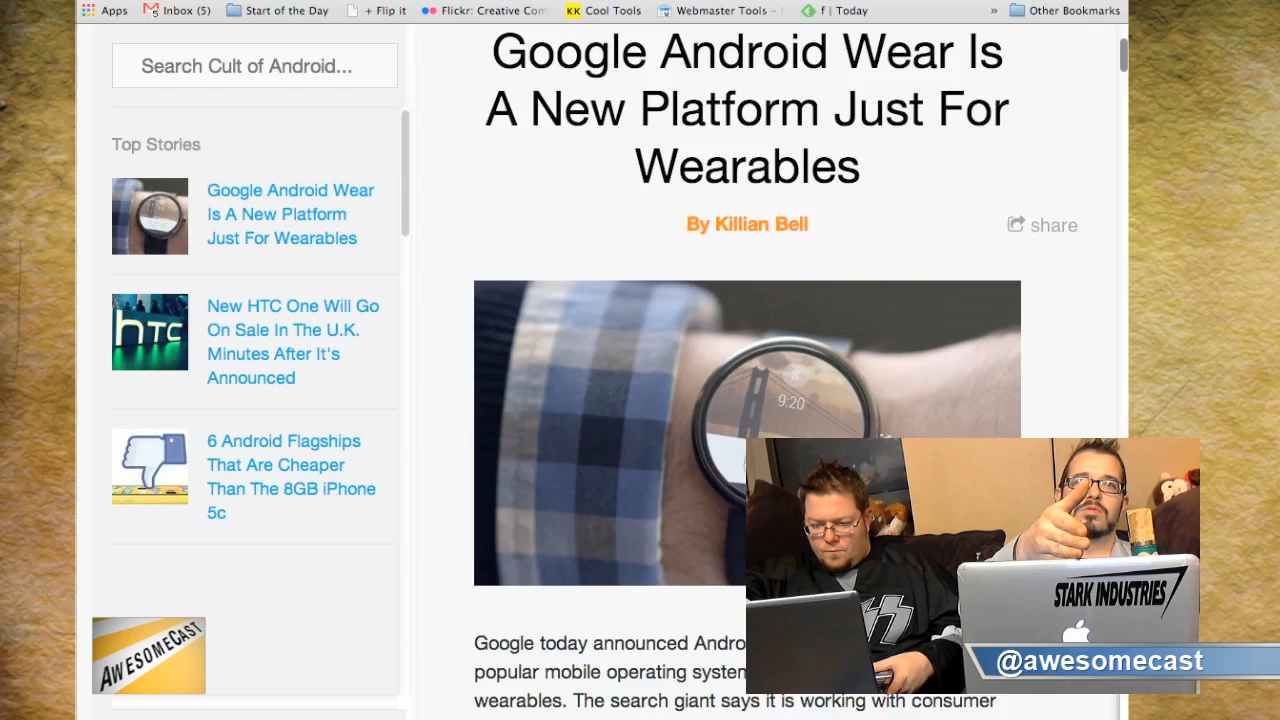 Apps
Inbox (5)
Start of the Day
+ Flip it
Flickr: Creative Com
KK
Cool Tools
Webmaster Tools -
f | Today
»
Other Bookmarks
Search Cult of Android...
Top Stories
Google Android Wear
Is A New Platform
Just For Wearables
hTC
New HTC One Will Go
On Sale In The U.K.
Minutes After It's
Announced
6 Android Flagships
That Are Cheaper
Than The 8GB iPhone
5c
AWESOMECAST
Google Android Wear Is
A New Platform Just For
Wearables
By Killian Bell
share
9:20
Google today announced Andro
popular mobile operating system
wearables. The search giant says it is working with consumer
STARK INDUSTRIES
@awesomecast